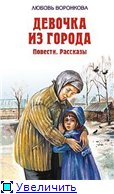 ЛЮБОВЬ ВОРОНКОВА
ДЕВОЧКА
ИЗ ГОРОДА
Повести. Рассказы
Увеличить